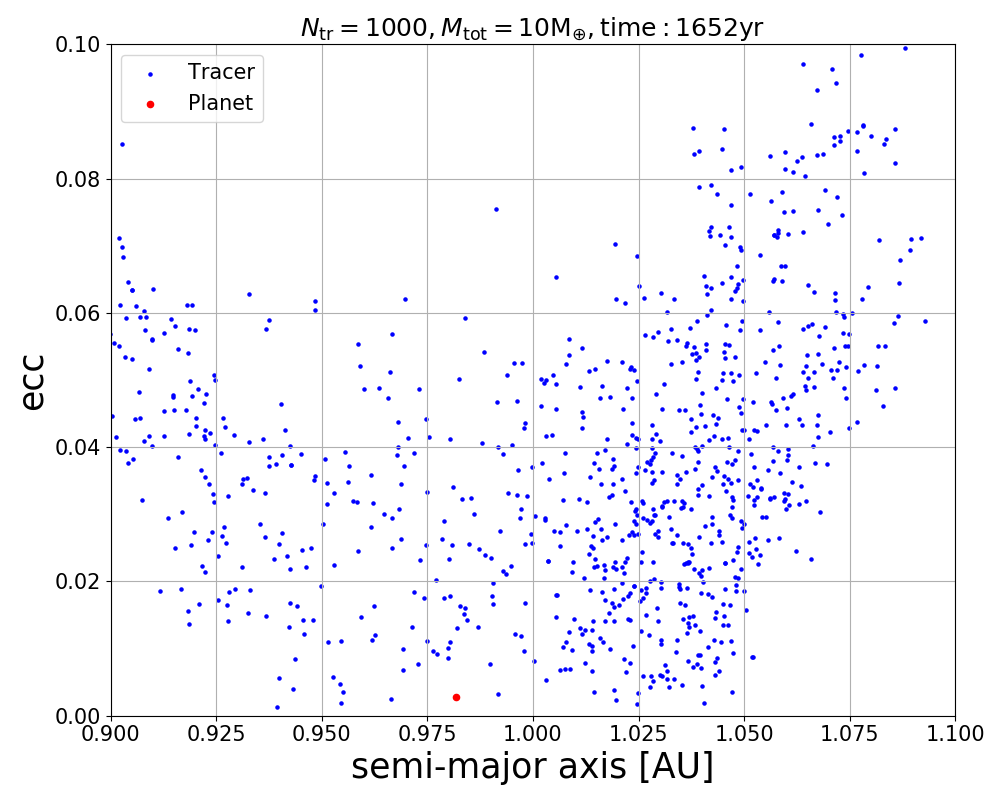 N_tr = 1000, M_tot = 10M_⊕, time : 1652yr
Tracer
Planet
0.10
0.08
0.06
0.04
0.02
0.00
ecc
0.900 0.925 0.950 0.975 1.000 1.025 1.050 1.075 1.100
semi-major axis [AU]